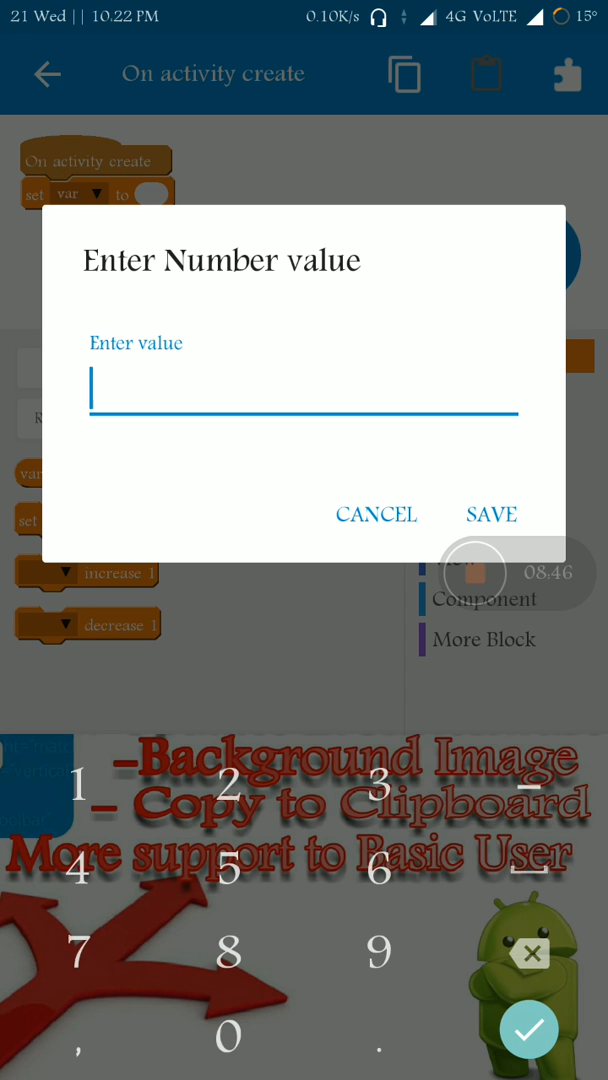 21 Wed || 10.22 PM 0.10K/s 4G VoLTE 15°
On activity create
On activity create
set var ▼ to
Enter Number value
Enter value
CANCEL SAVE
var
set
▼ increase 1
08:46
Component
▼ decrease 1
More Block
-Background Image
- Copy to Clipboard
More support to Basic User
1 2 3 -
4 5 6
7 8 9
, 0 .